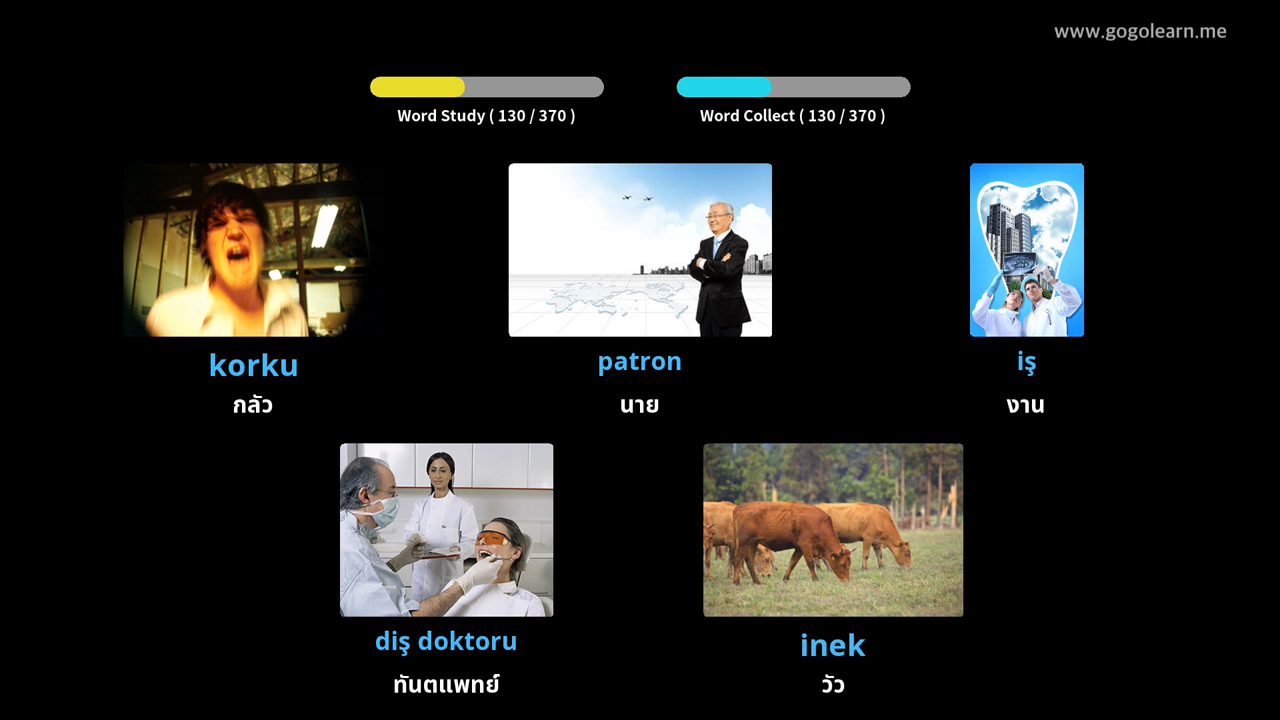 www.gogolearn.me
Word Study ( 130 / 370 )
Word Collect ( 130 / 370 )
korku
กลัว
patron
นาย
iş
งาน
diş doktoru
ทันตแพทย์
inek
วัว